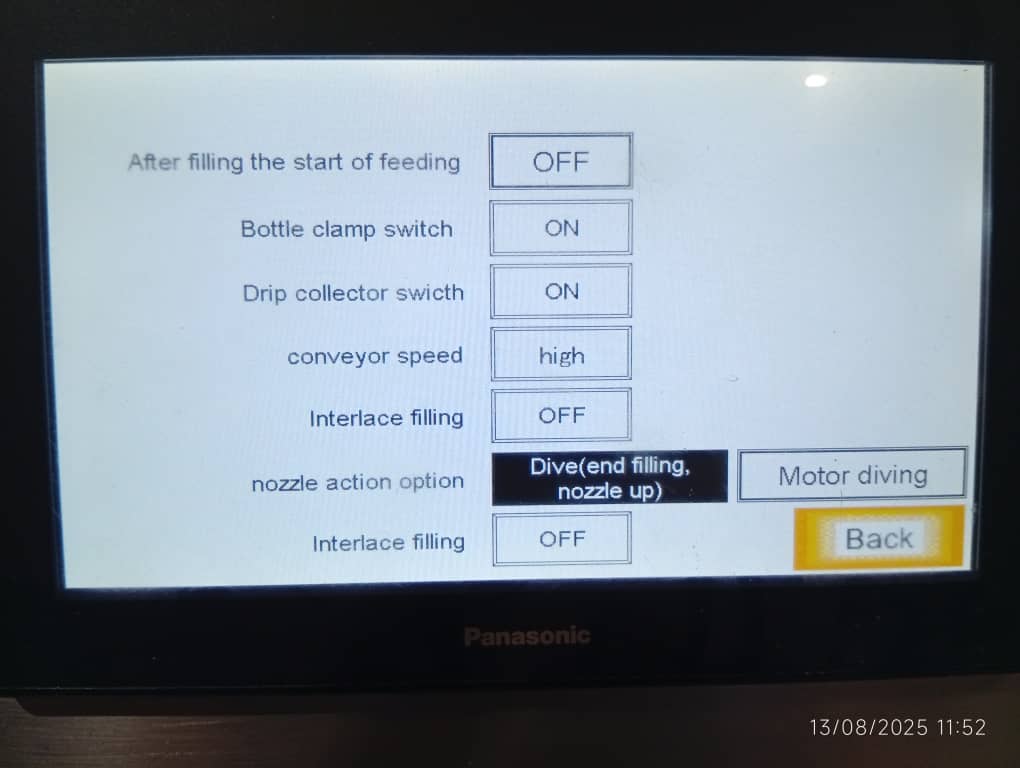 After filling the start of feeding OFF
Bottle clamp switch ON
Drip collector swicth ON
conveyor speed high
Interlace filling OFF
nozzle action option Dive(end filling, nozzle up) Motor diving
Interlace filling OFF Back
Panasonic
13/08/2025 11:52